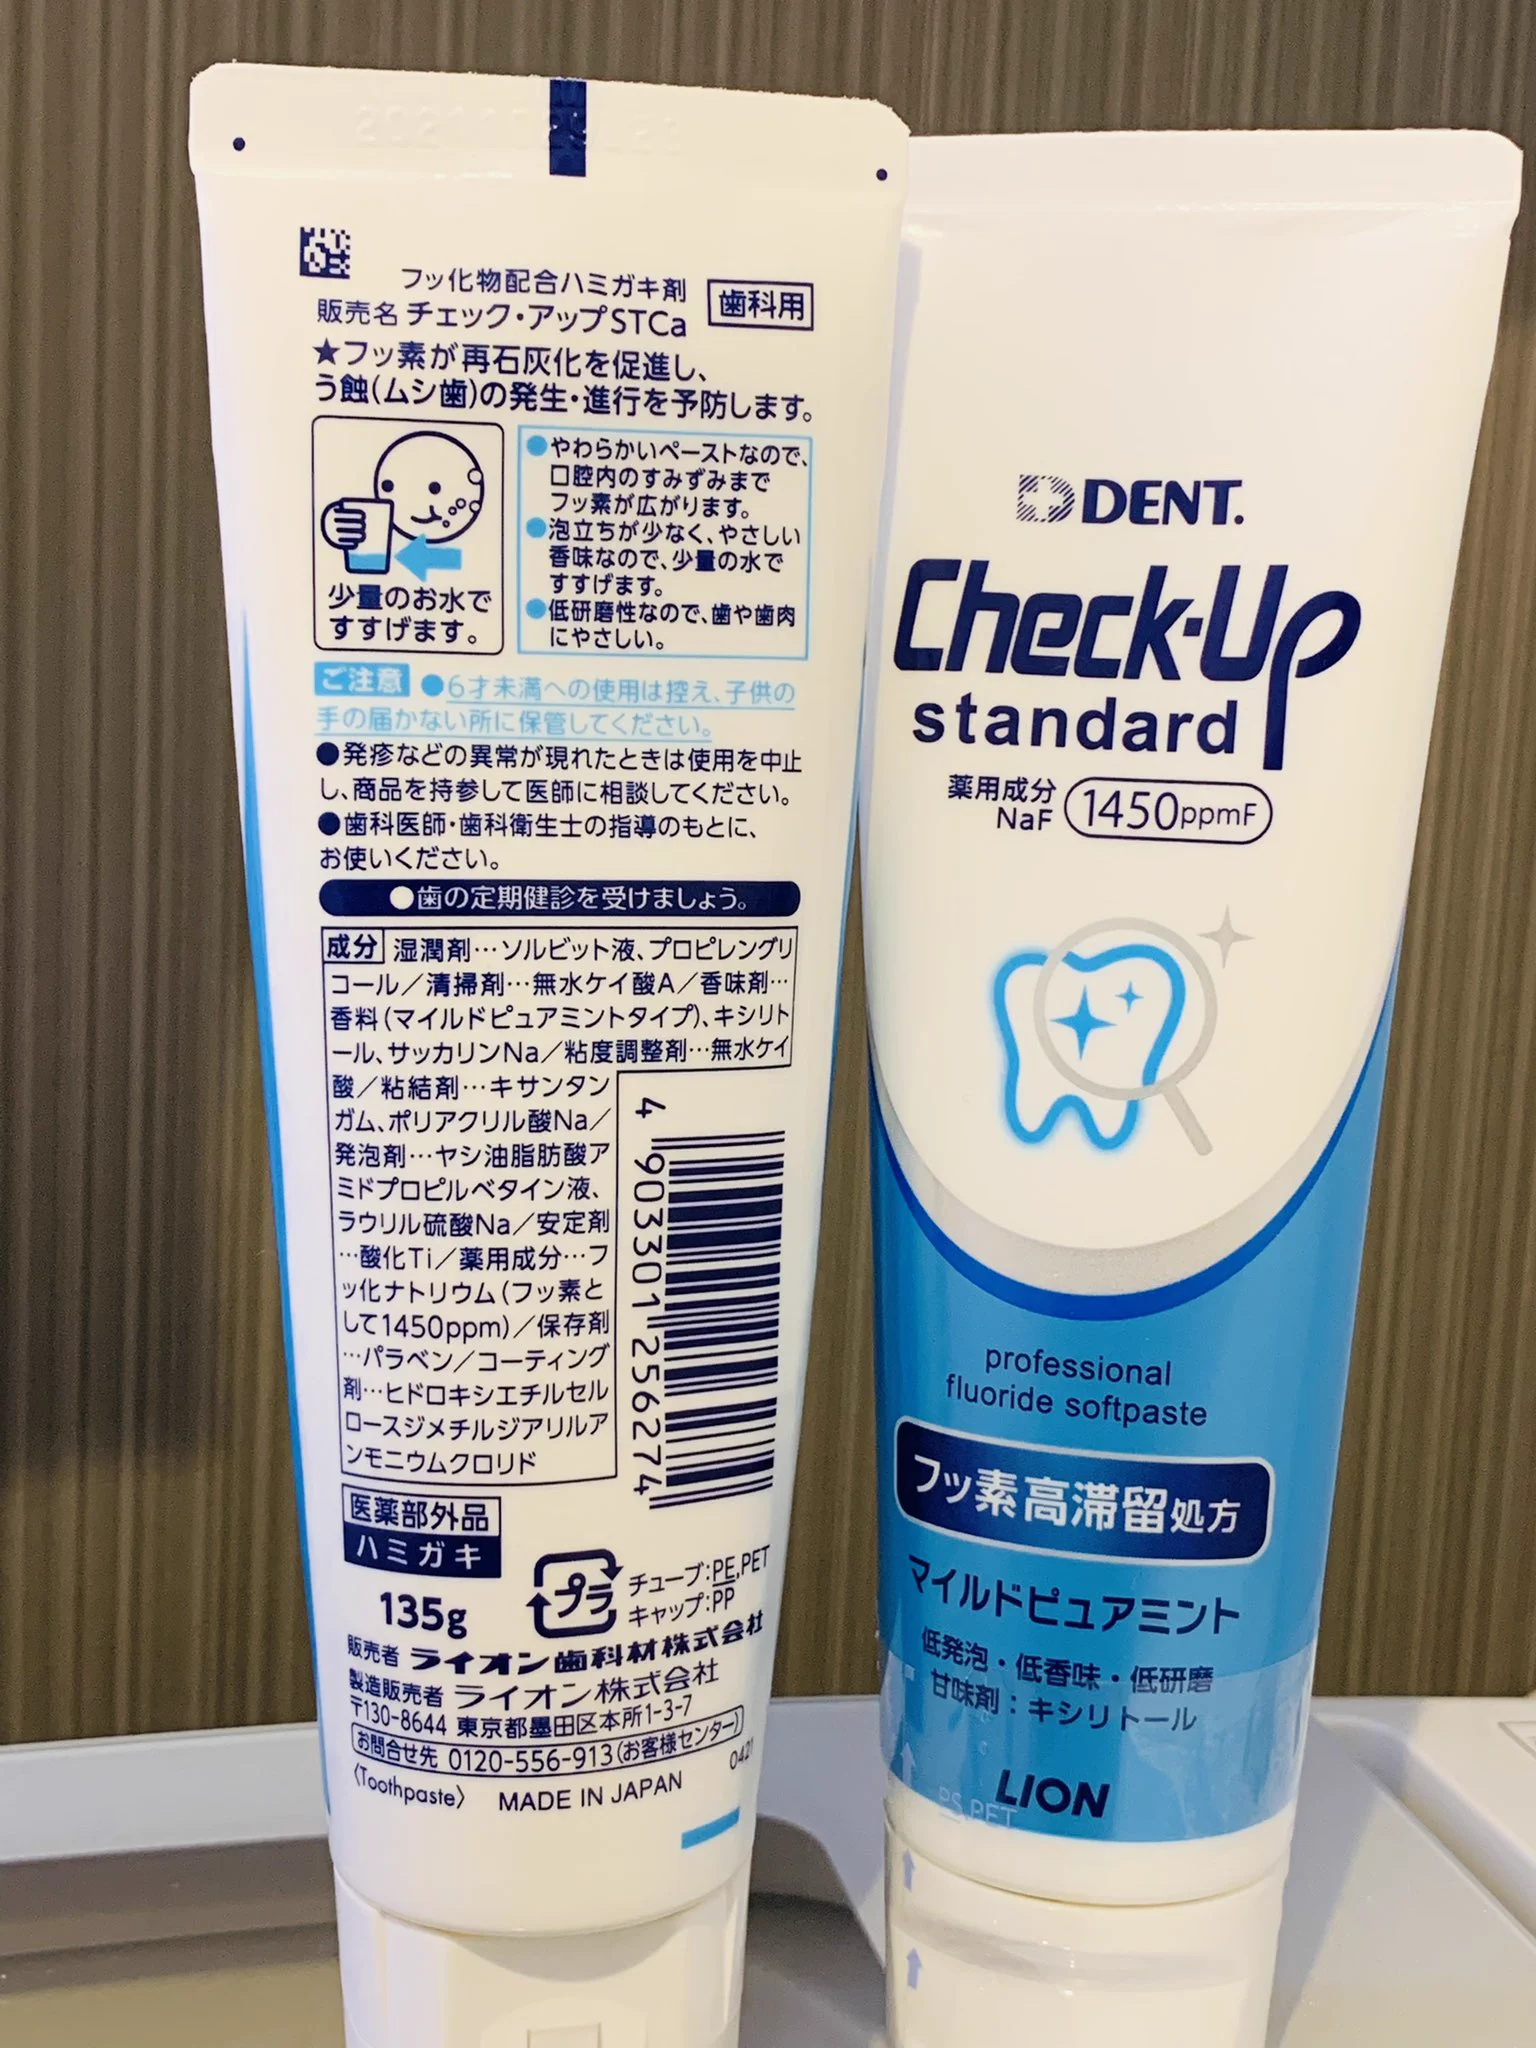 フッ化物配合ハミガキ剤
販売名 チェック・アップSTCa
歯科用
★フッ素が再石灰化を促進し、
う蝕(ムシ歯)の発生・進行を予防します。
少量のお水で
すすげます。
●やわらかいペーストなので、
口腔内のすみずみまで
フッ素が広がります。
●泡立ちが少なく、やさしい
香味なので、少量の水で
すすげます。
●低研磨性なので、歯や歯肉
にやさしい。
ご注意 ●6才未満への使用は控え、子供の
手の届かない所に保管してください。
●発疹などの異常が現れたときは使用を中止
し、商品を持参して医師に相談してください。
●歯科医師・歯科衛生士の指導のもとに、
お使いください。
●歯の定期健診を受けましょう。
成分 湿潤剤…ソルビット液、プロピレングリ
コール/清掃剤…無水ケイ酸A/香味剤…
香料(マイルドピュアミントタイプ)、キシリト
ール、サッカリンNa/粘度調整剤…無水ケイ
酸/粘結剤…キサンタン
ガム、ポリアクリル酸Na/
発泡剤…ヤシ油脂肪酸ア
ミドプロピルベタイン液、
ラウリル硫酸Na/安定剤
…酸化Ti/薬用成分…フ
ッ化ナトリウム(フッ素と
して1450ppm)/保存剤
…パラベン/コーティング
剤…ヒドロキシエチルセル
ロースジメチルジアリルア
ンモニウムクロリド
4 903301 256274
医薬部外品
ハミガキ
135g
プラ
チューブ:PE,PET
キャップ:PP
販売者 ライオン歯科材株式会社
製造販売者 ライオン株式会社
〒130-8644 東京都墨田区本所1-3-7
お問合せ先 0120-556-913(お客様センター)
〈Toothpaste〉 MADE IN JAPAN
0421
DENT.
Check-Up
standard
薬用成分
NaF
1450ppmF
professional
fluoride softpaste
フッ素高滞留処方
マイルドピュアミント
低発泡・低香味・低研磨
甘味剤:キシリトール
LION
PS,PET